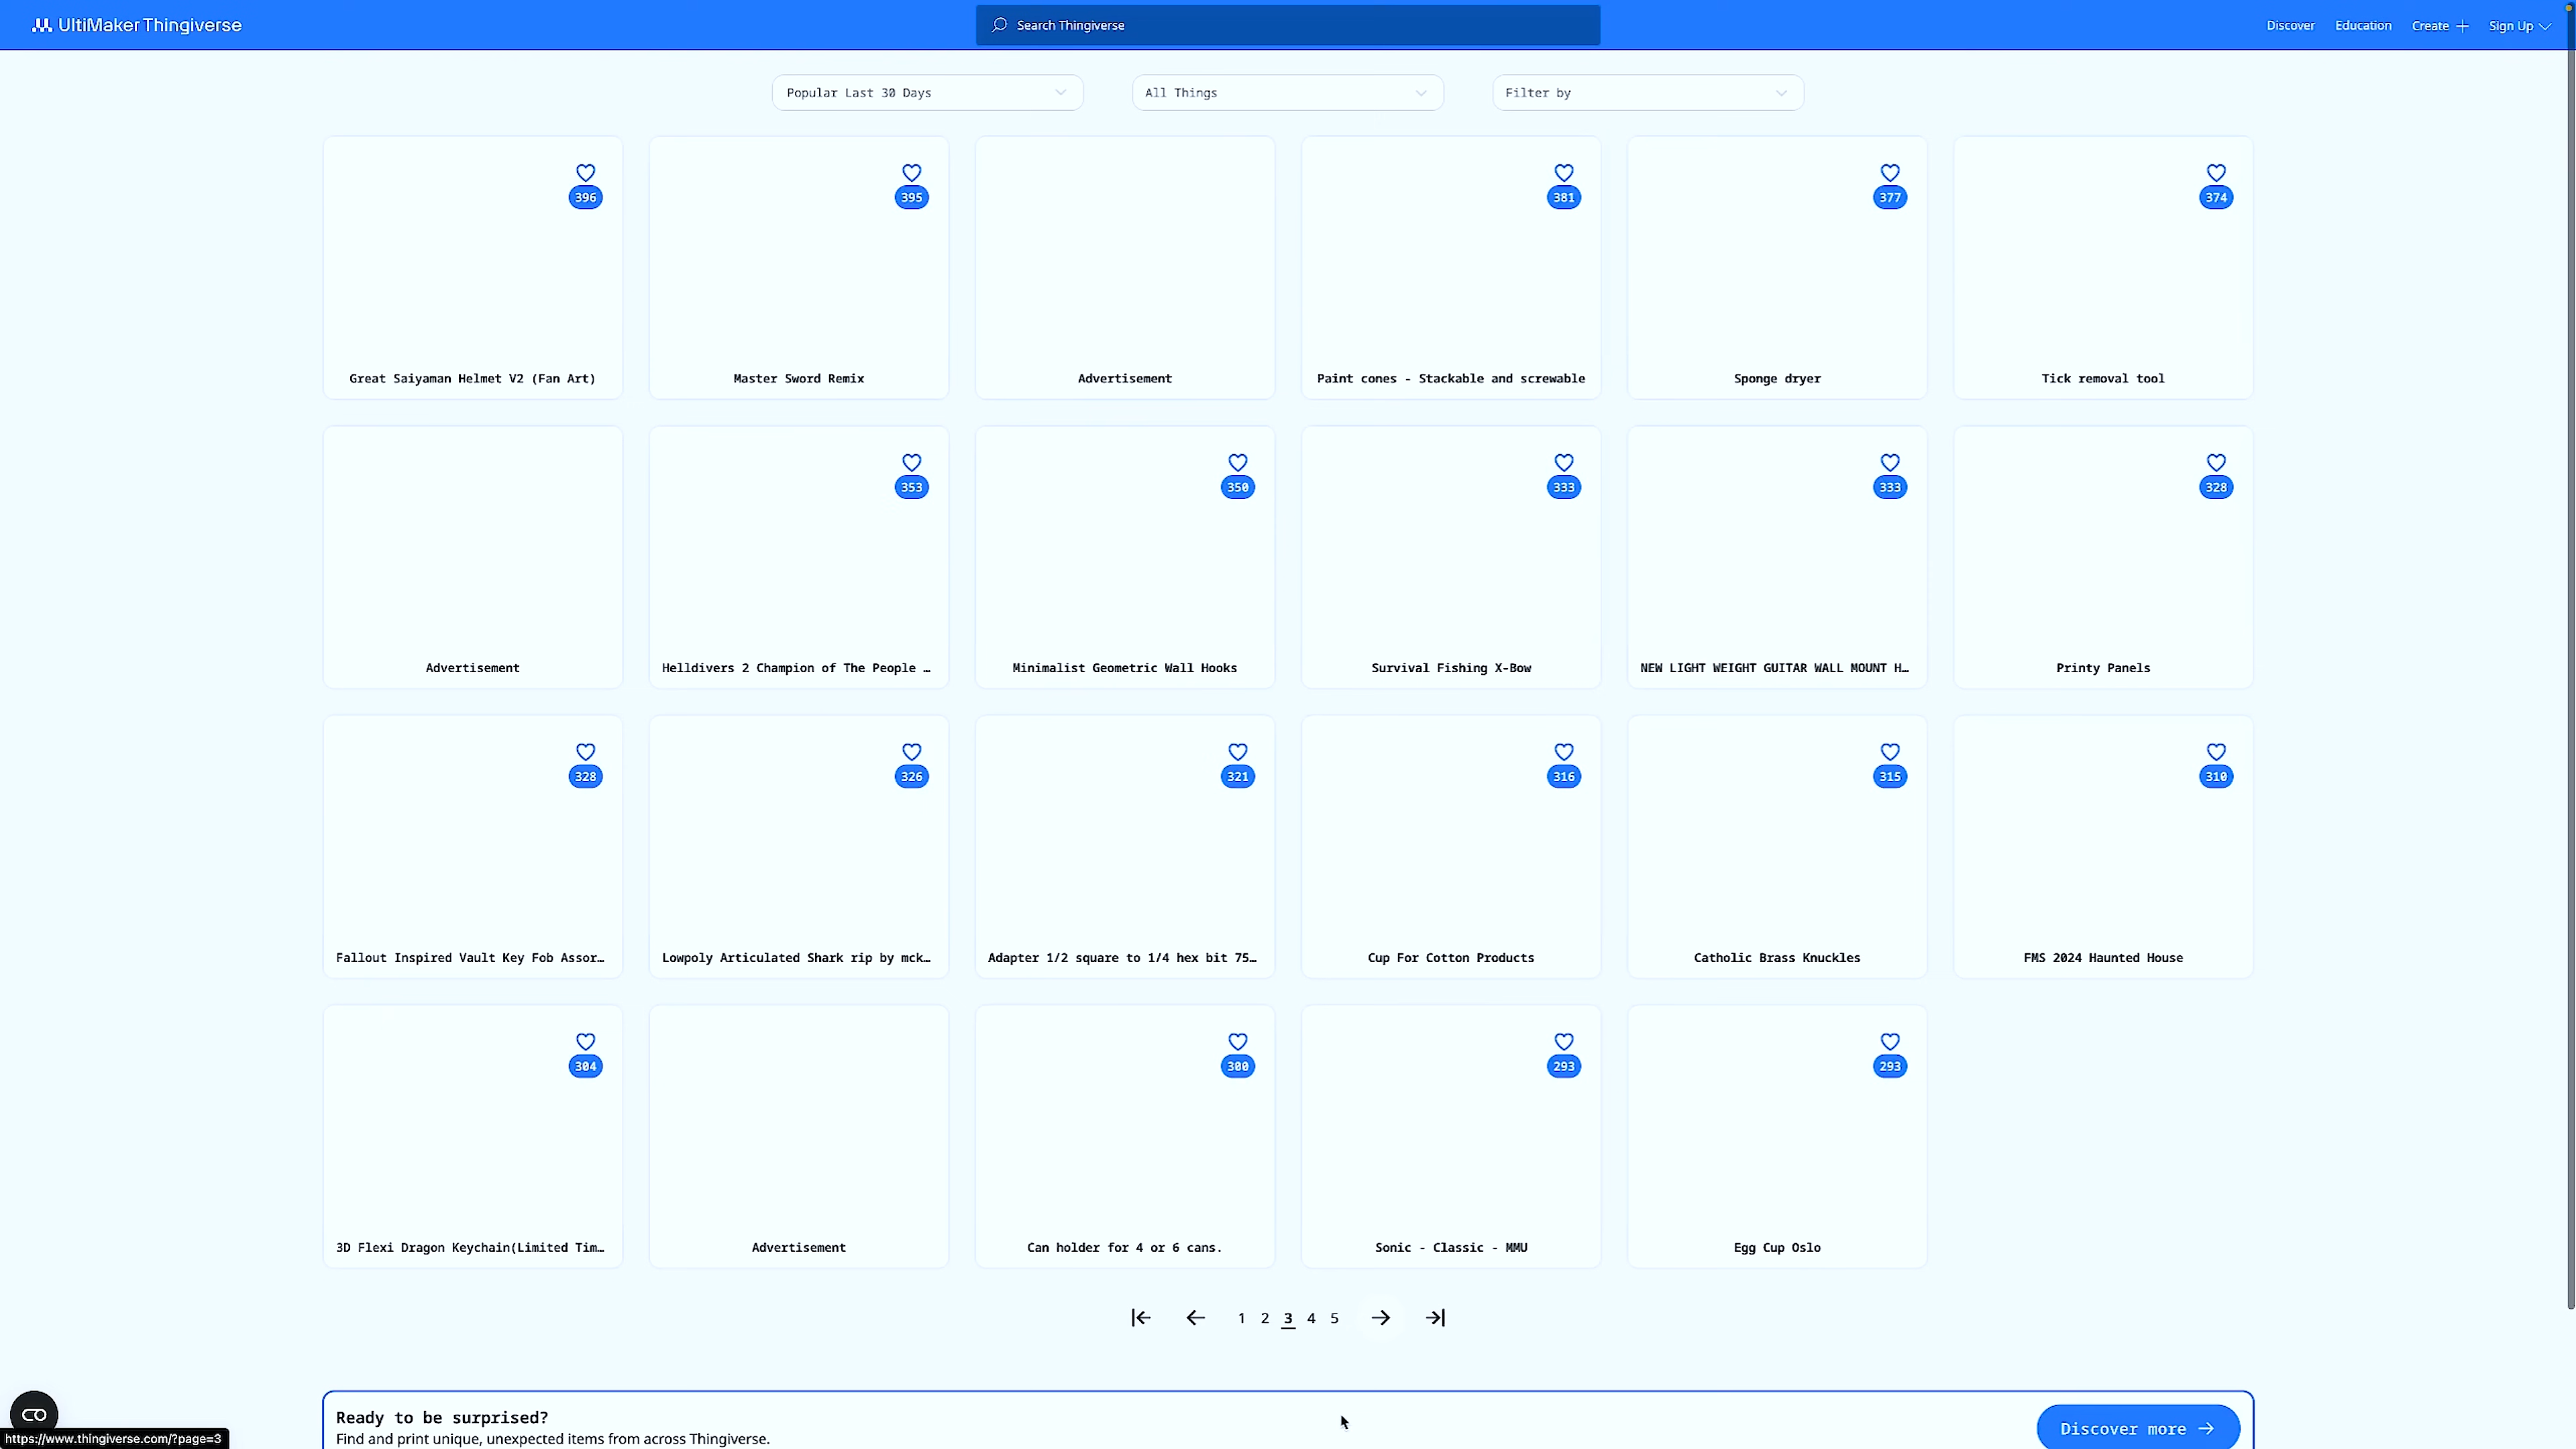 UltiMaker Thingiverse
Search Thingiverse
Discover Education Create Sign Up
Popular Last 30 Days
All Things
Filter by
396
395
381
377
374
Great Saiyaman Helmet V2 (Fan Art)
Master Sword Remix
Advertisement
Paint cones - Stackable and screwable
Sponge dryer
Tick removal tool
353
350
333
333
328
Advertisement
Helldivers 2 Champion of The People …
Minimalist Geometric Wall Hooks
Survival Fishing X-Bow
NEW LIGHT WEIGHT GUITAR WALL MOUNT H…
Printy Panels
328
326
321
316
315
310
Fallout Inspired Vault Key Fob Assor…
Lowpoly Articulated Shark rip by mck…
Adapter 1/2 square to 1/4 hex bit 75…
Cup For Cotton Products
Catholic Brass Knuckles
FMS 2024 Haunted House
304
300
293
293
3D Flexi Dragon Keychain(Limited Tim…
Advertisement
Can holder for 4 or 6 cans.
Sonic - Classic - MMU
Egg Cup Oslo
1 2 3 4 5
Ready to be surprised?
Find and print unique, unexpected items from across Thingiverse.
Discover more
https://www.thingiverse.com/?page=3